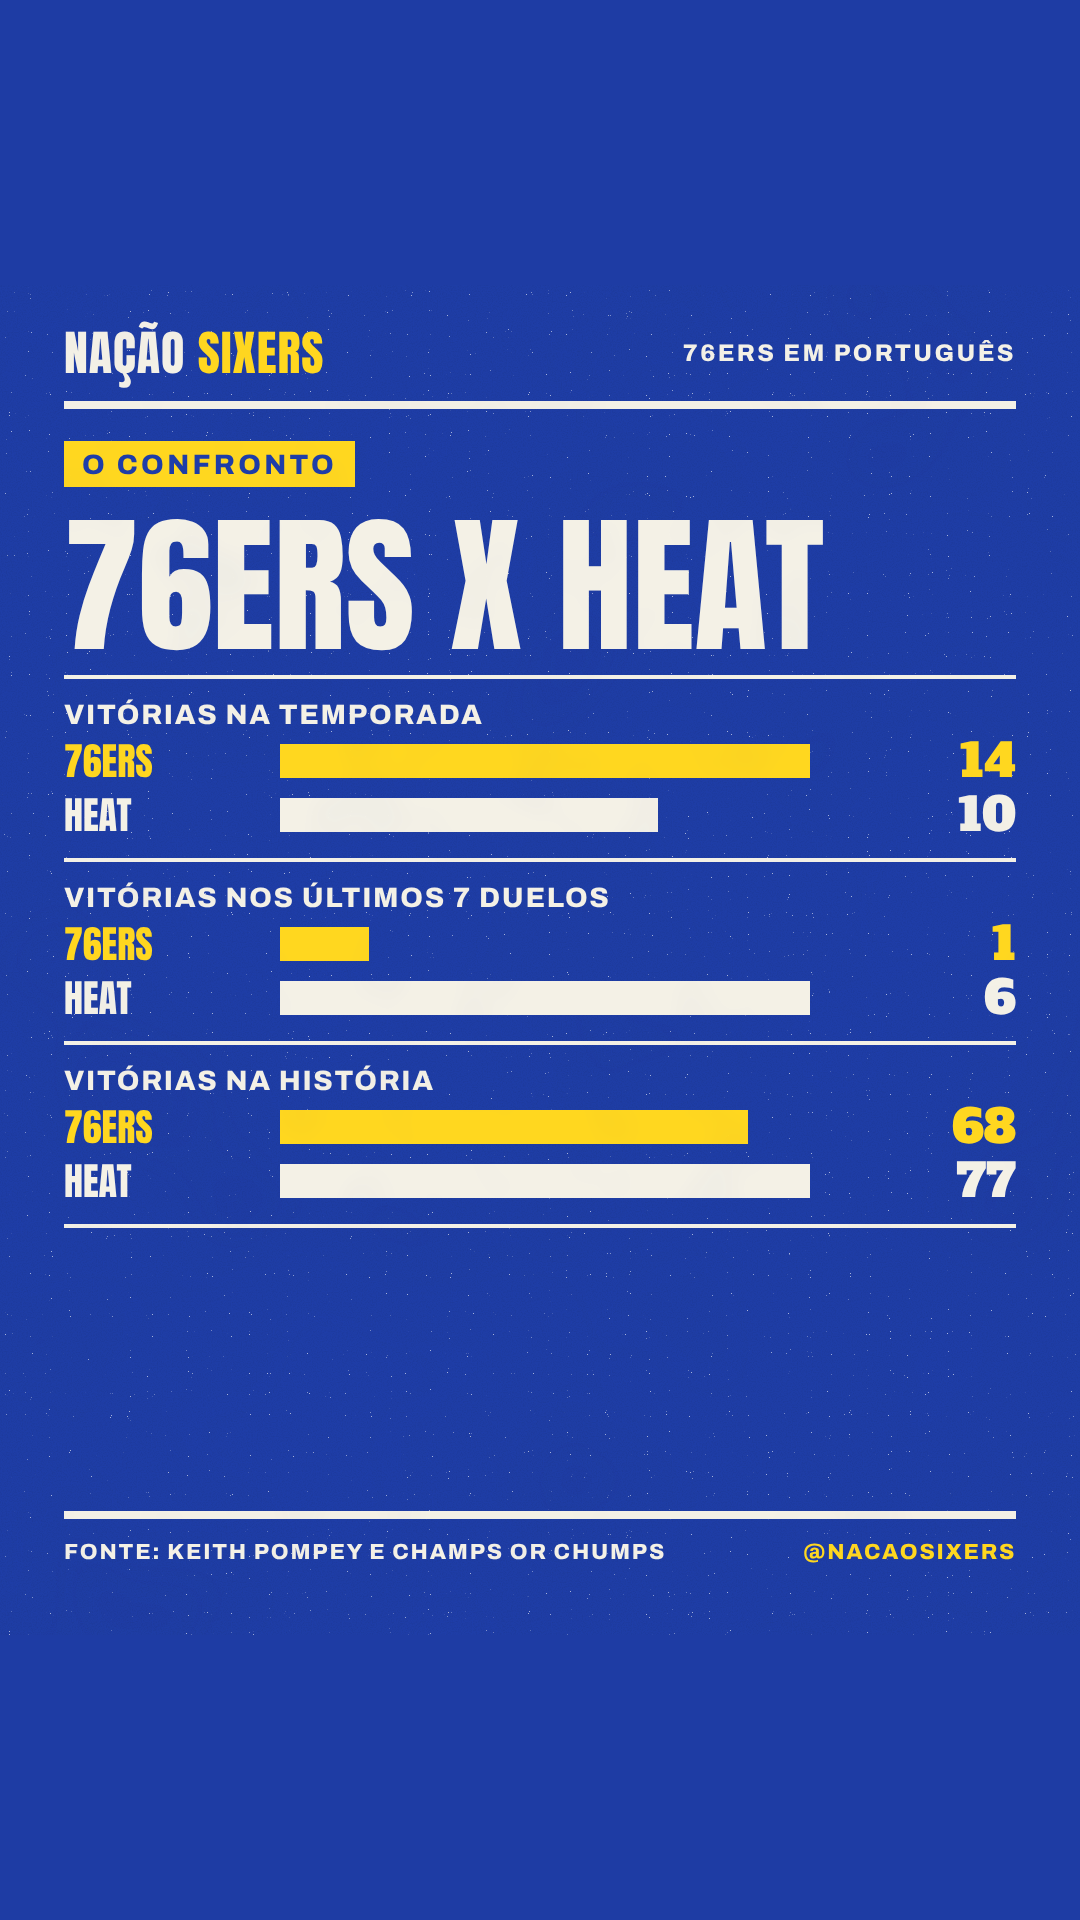 NAÇÃO SIXERS
76ERS EM PORTUGUÊS
O CONFRONTO
76ERS X HEAT
VITÓRIAS NA TEMPORADA
76ERS 14
HEAT 10
VITÓRIAS NOS ÚLTIMOS 7 DUELOS
76ERS 1
HEAT 6
VITÓRIAS NA HISTÓRIA
76ERS 68
HEAT 77
FONTE: KEITH POMPEY E CHAMPS OR CHUMPS
@NACAOSIXERS